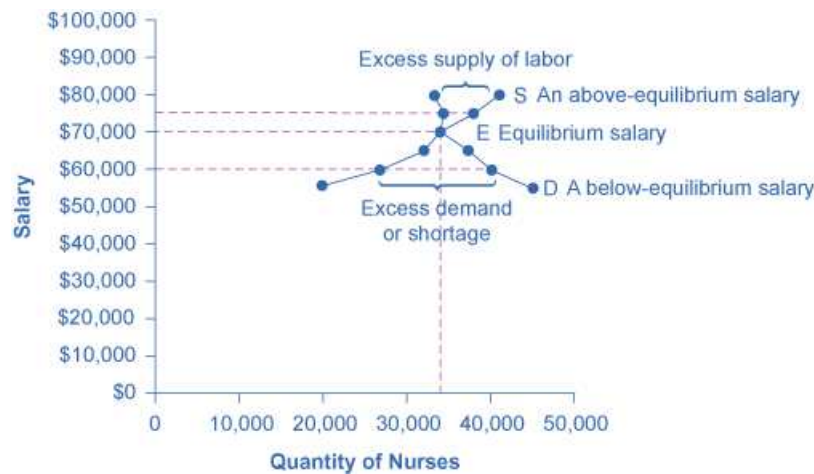 $100,000
$90,000
Excess supply of labor
$80,000
S An above-equilibrium salary
$70,000
E Equilibrium salary
$60,000
D A below-equilibrium salary
$50,000
Excess demand
or shortage
$40,000
$30,000
$20,000
$10,000
$0
Salary
0 10,000 20,000 30,000 40,000 50,000
Quantity of Nurses